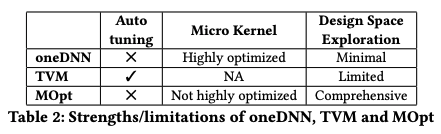 Auto tuning Micro Kernel Design Space Exploration
oneDNN ✗ Highly optimized Minimal
TVM ✓ NA Limited
MOpt ✗ Not highly optimized Comprehensive
Table 2: Strengths/limitations of oneDNN, TVM and MOpt